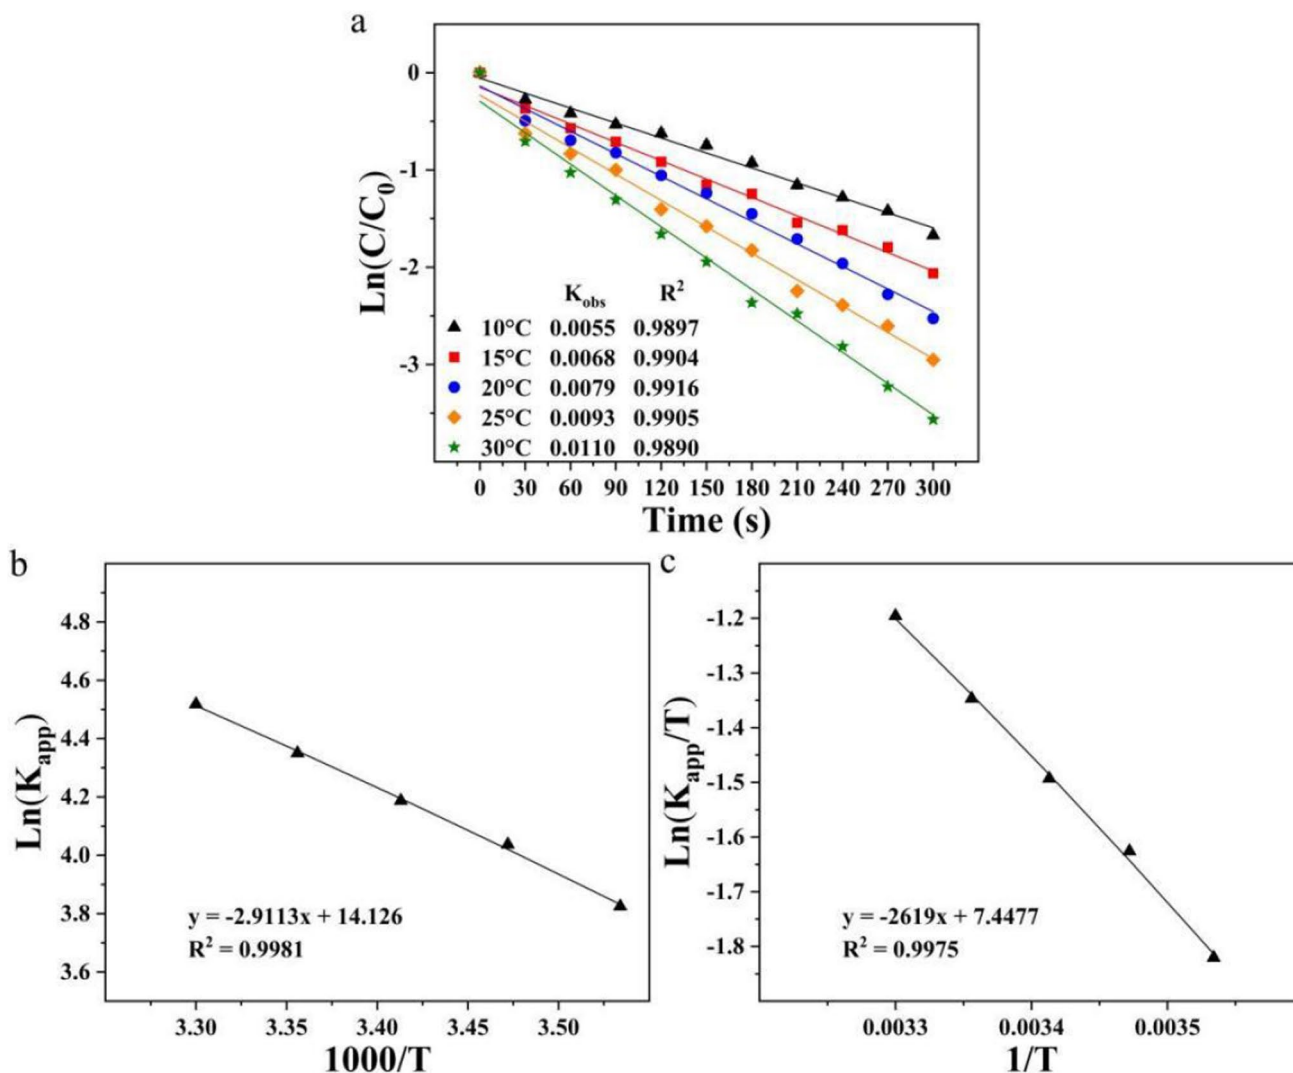 a
Ln(C/C0)
0
-1
-2
-3
Kobs R2
10°C 0.0055 0.9897
15°C 0.0068 0.9904
20°C 0.0079 0.9916
25°C 0.0093 0.9905
30°C 0.0110 0.9890
0 30 60 90 120 150 180 210 240 270 300
Time (s)
b
Ln(Kapp)
4.8
4.6
4.4
4.2
4.0
3.8
3.6
y = -2.9113x + 14.126
R2 = 0.9981
3.30 3.35 3.40 3.45 3.50
1000/T
c
Ln(Kapp/T)
-1.2
-1.3
-1.4
-1.5
-1.6
-1.7
-1.8
y = -2619x + 7.4477
R2 = 0.9975
0.0033 0.0034 0.0035
1/T